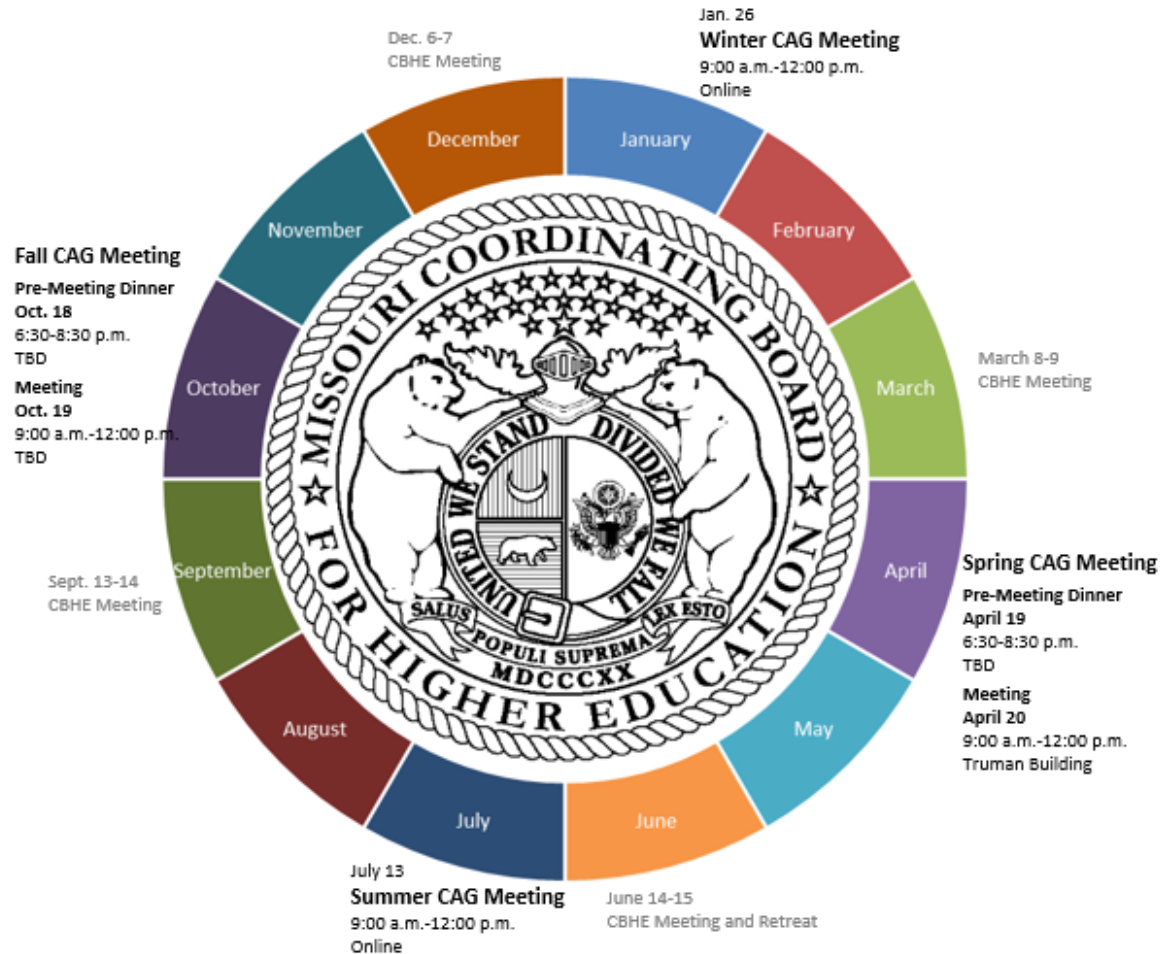 Jan. 26
Winter CAG Meeting
9:00 a.m.-12:00 p.m.
Online
Dec. 6-7
CBHE Meeting
December
January
November
February
Fall CAG Meeting
Pre-Meeting Dinner
Oct. 18
6:30-8:30 p.m.
TBD
Meeting
Oct. 19
9:00 a.m.-12:00 p.m.
TBD
October
March
March 8-9
CBHE Meeting
MISSOURI COORDINATING BOARD
FOR HIGHER EDUCATION
UNITED WE STAND DIVIDED WE FALL
SALUS POPULI SUPREMA LEX ESTO
MDCCCXX
Sept. 13-14
CBHE Meeting
September
April
Spring CAG Meeting
Pre-Meeting Dinner
April 19
6:30-8:30 p.m.
TBD
Meeting
April 20
9:00 a.m.-12:00 p.m.
Truman Building
August
May
July
June
July 13
Summer CAG Meeting
9:00 a.m.-12:00 p.m.
Online
June 14-15
CBHE Meeting and Retreat